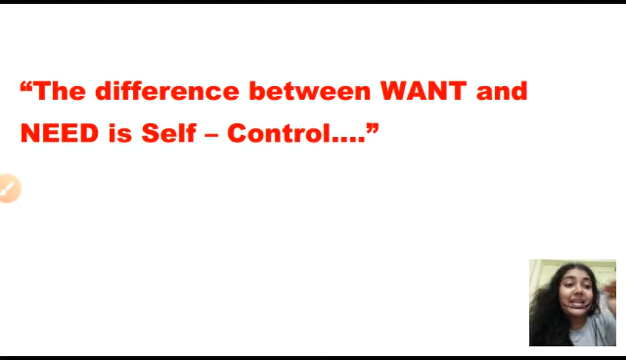 “The difference between WANT and
NEED is Self – Control....”